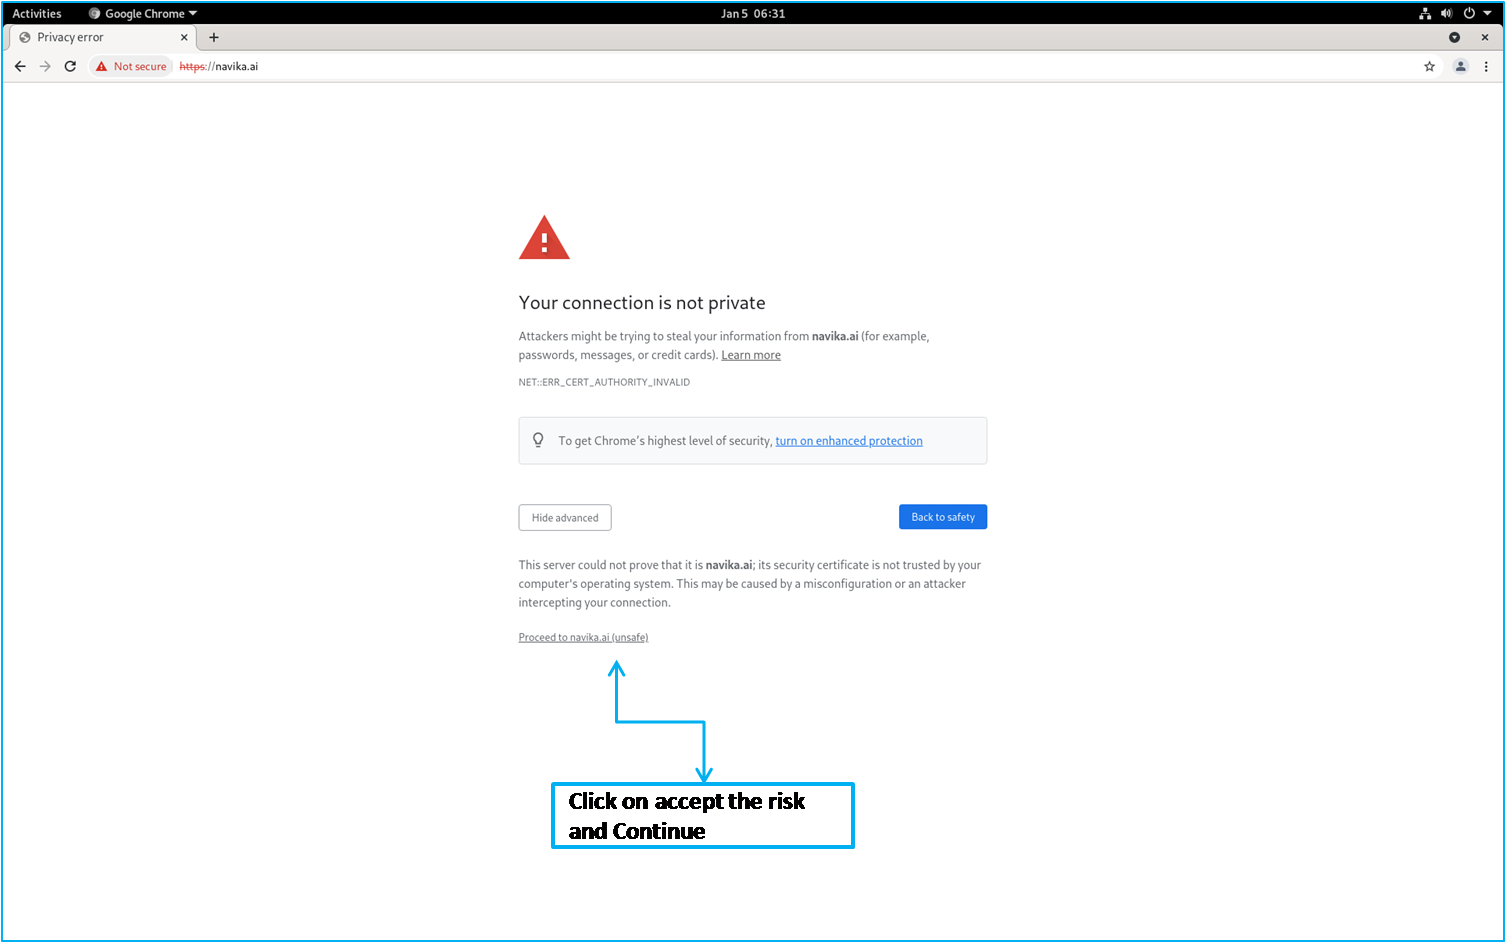 Activities Google Chrome Jan 5 06:31
Privacy error
Not secure https://navika.ai
Your connection is not private
Attackers might be trying to steal your information from navika.ai (for example,
passwords, messages, or credit cards). Learn more
NET::ERR_CERT_AUTHORITY_INVALID
To get Chrome's highest level of security, turn on enhanced protection
Hide advanced Back to safety
This server could not prove that it is navika.ai; its security certificate is not trusted by your
computer's operating system. This may be caused by a misconfiguration or an attacker
intercepting your connection.
Proceed to navika.ai (unsafe)
Click on accept the risk
and Continue